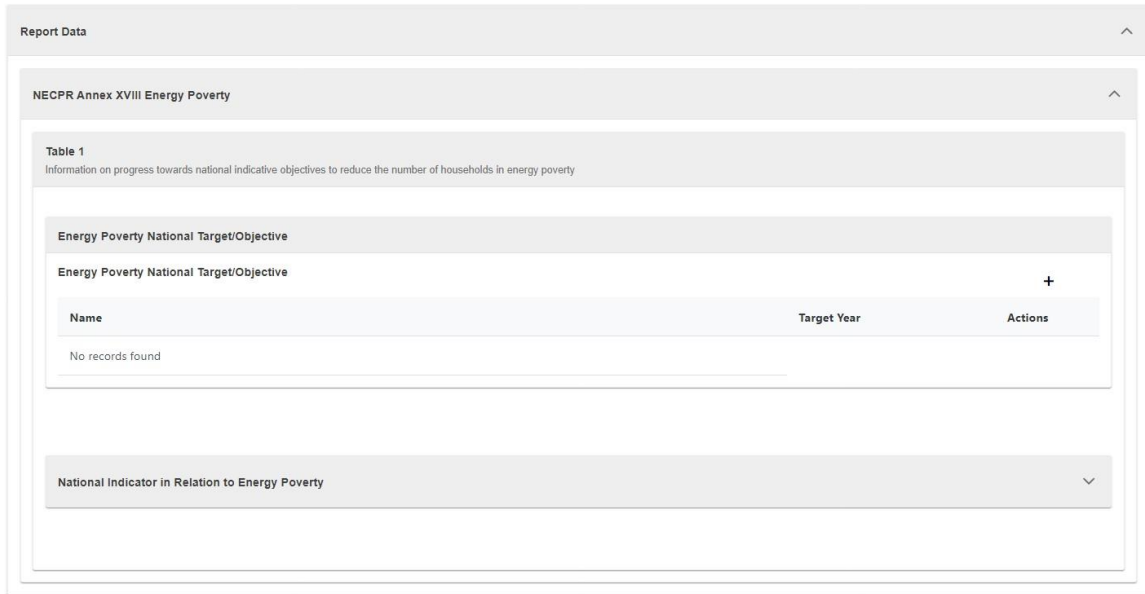 Report Data
NECPR Annex XVIII Energy Poverty
Table 1
Information on progress towards national indicative objectives to reduce the number of households in energy poverty
Energy Poverty National Target/Objective
Energy Poverty National Target/Objective
+
Name Target Year Actions
No records found
National Indicator in Relation to Energy Poverty